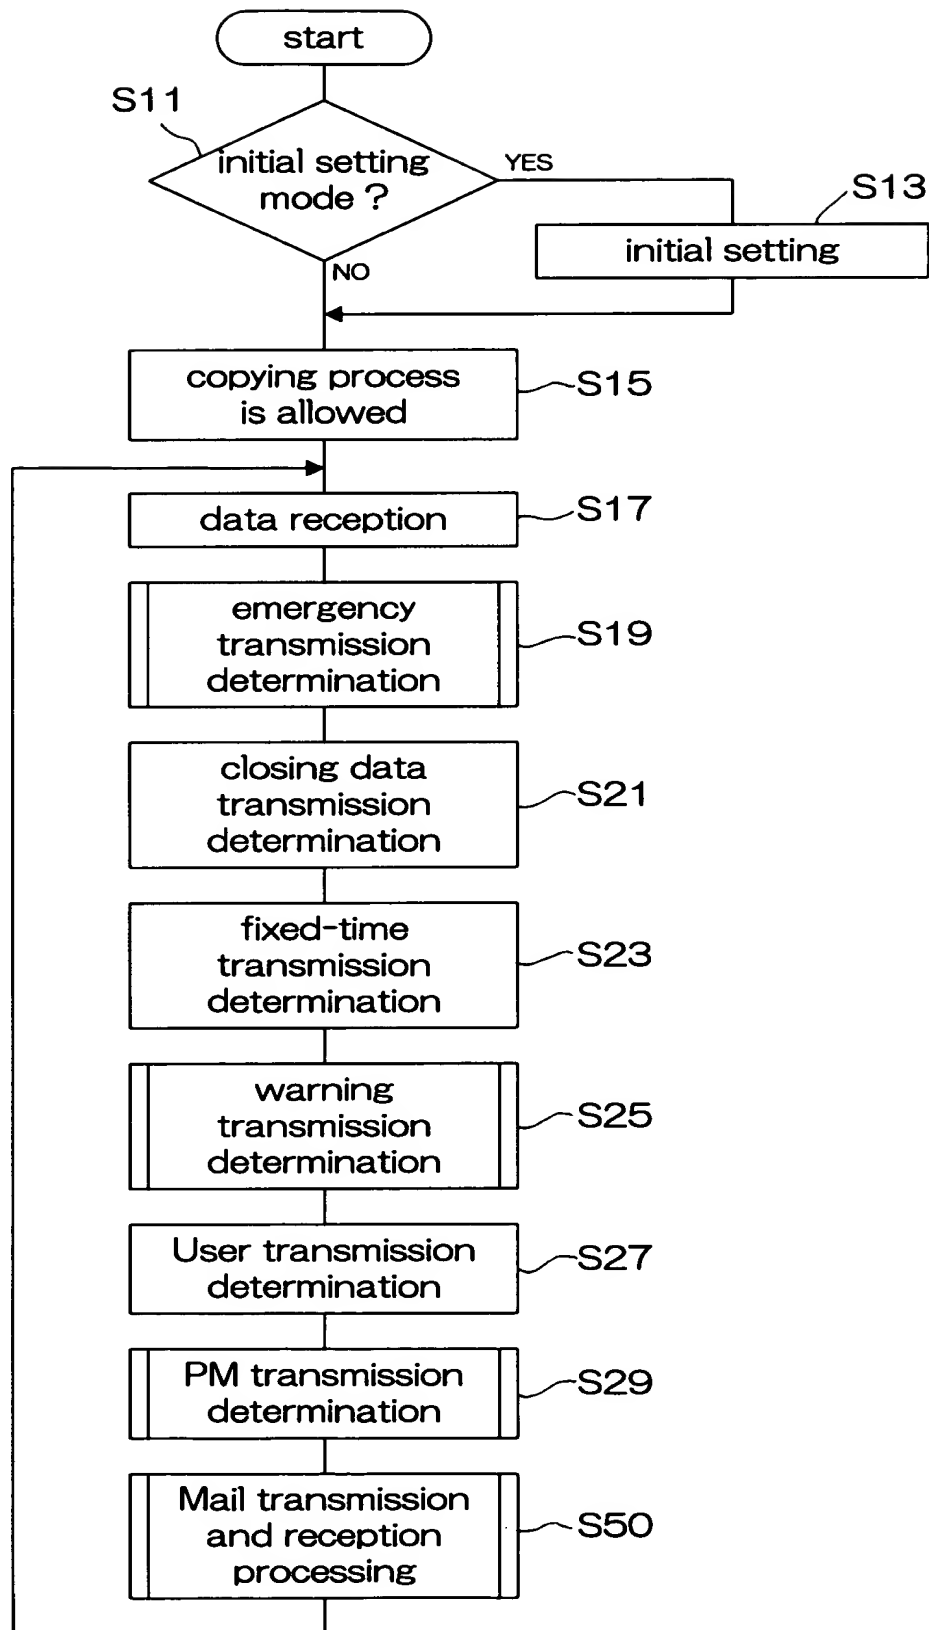 start
S11
initial setting
mode ?
YES
S13
initial setting
NO
copying process
is allowed
S15
data reception
S17
emergency
transmission
determination
S19
closing data
transmission
determination
S21
fixed-time
transmission
determination
S23
warning
transmission
determination
S25
User transmission
determination
S27
PM transmission
determination
S29
Mail transmission
and reception
processing
S50